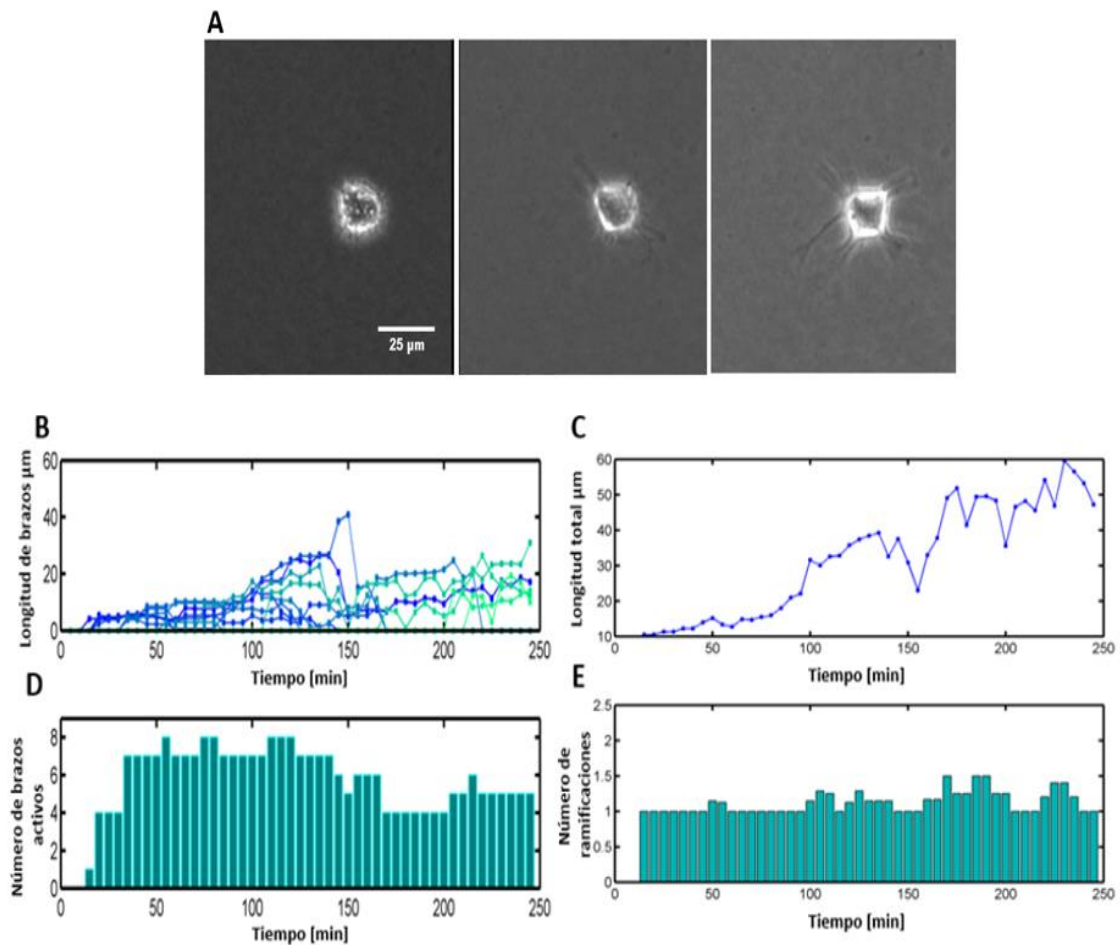 A
25 µm
B
Longitud de brazos µm
60
40
20
0
0
50
100
150
200
250
Tiempo [min]
C
Longitud total µm
60
50
40
30
20
10
0
50
100
150
200
250
Tiempo [min]
D
Número de brazos
activos
8
6
4
2
0
0
50
100
150
200
250
Tiempo [min]
E
Número de
ramificaciones
2.5
2
1.5
1
0.5
0
0
50
100
150
200
250
Tiempo [min]